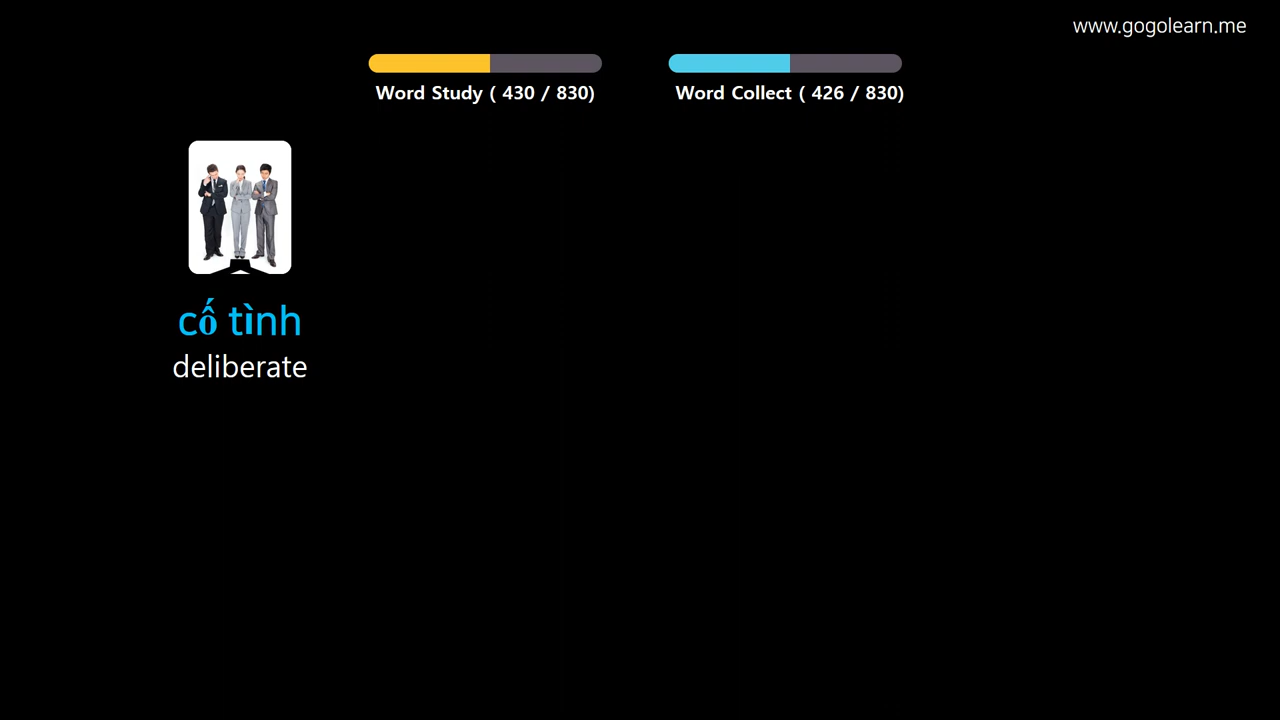 www.gogolearn.me
Word Study ( 430 / 830)
Word Collect ( 426 / 830)
cố tình
deliberate